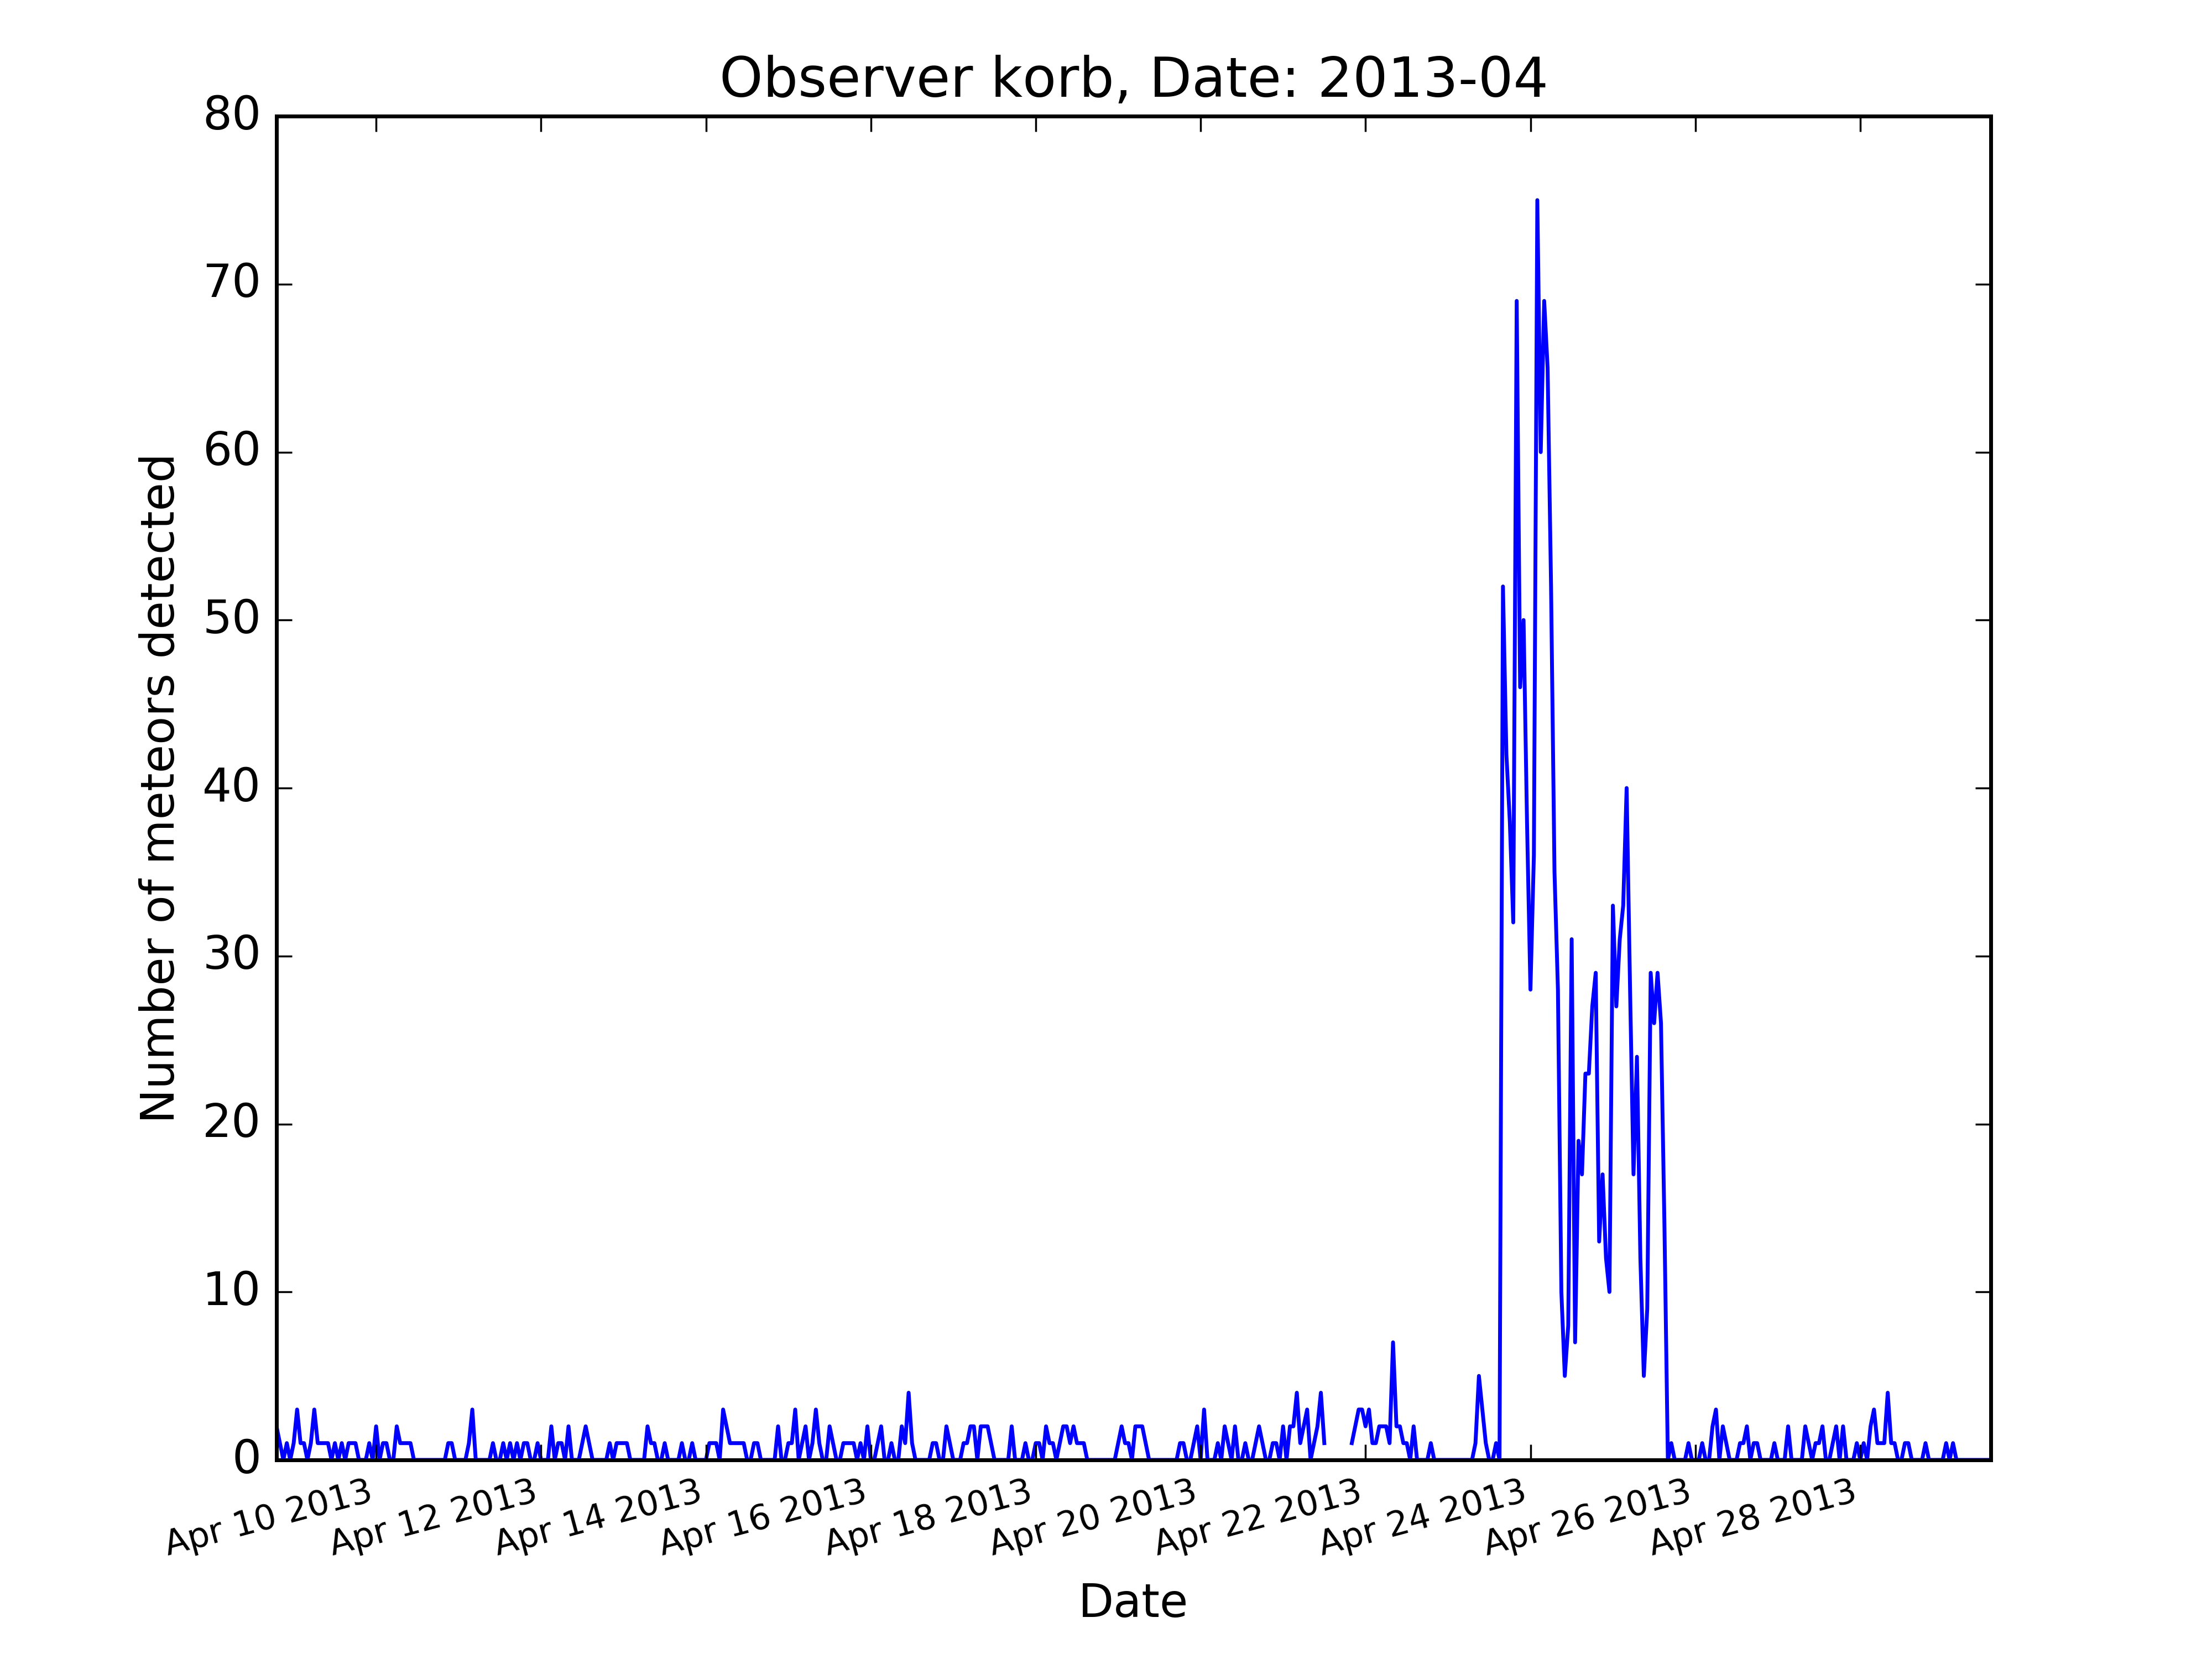 Observer korb, Date: 2013-04
80
70
60
50
40
30
20
10
0
Number of meteors detected
Apr 10 2013
Apr 12 2013
Apr 14 2013
Apr 16 2013
Apr 18 2013
Apr 20 2013
Apr 22 2013
Apr 24 2013
Apr 26 2013
Apr 28 2013
Date